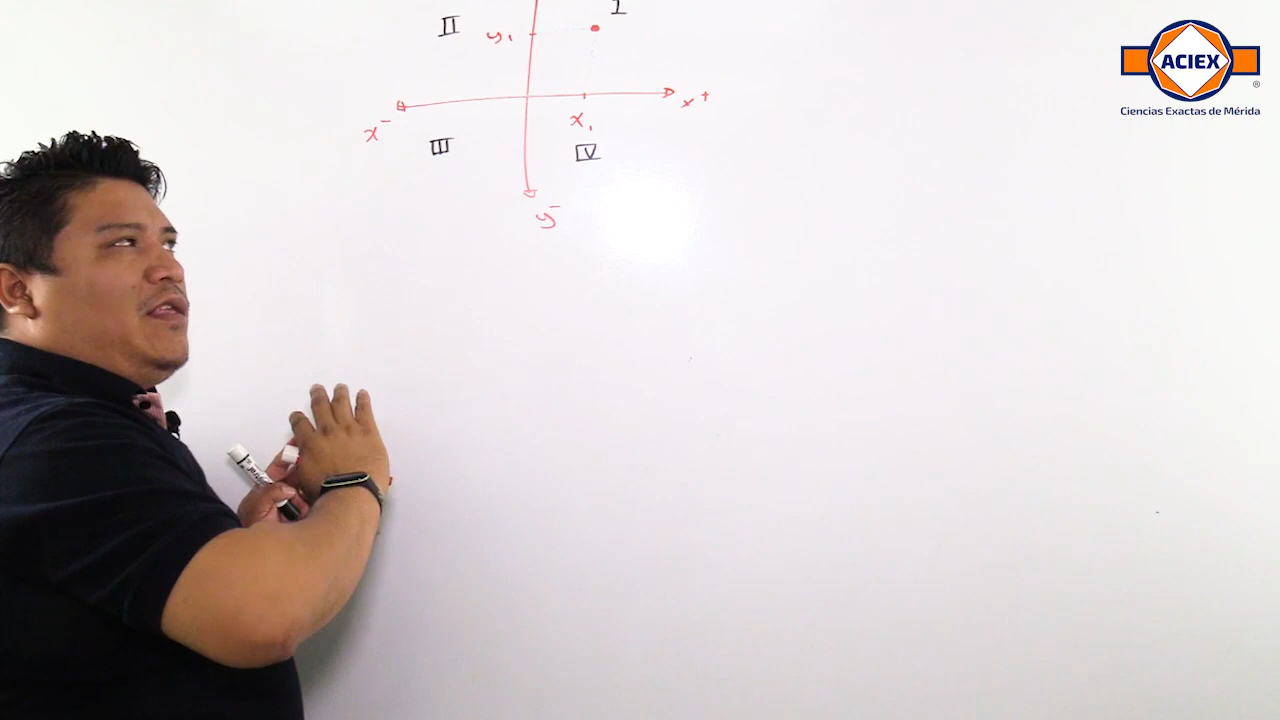 I
II
y₁
x⁺
x₁
x⁻
III
IV
y⁻
ACIEX
®
Ciencias Exactas de Mérida